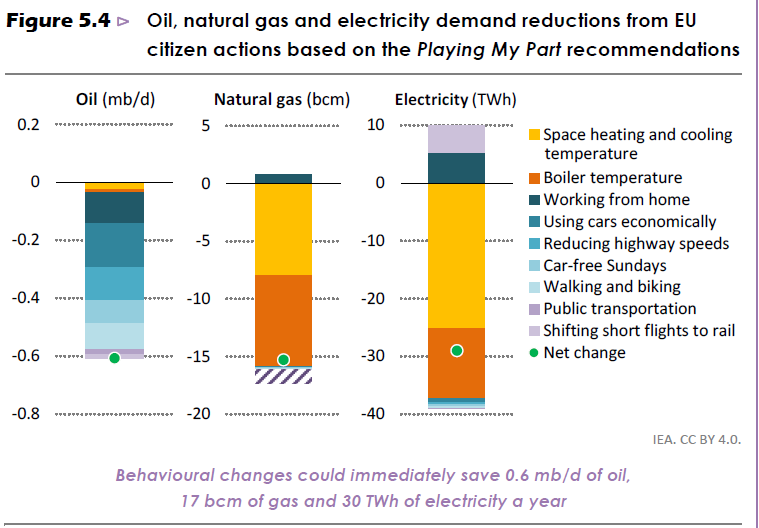 Figure 5.4 ▷ Oil, natural gas and electricity demand reductions from EU
citizen actions based on the Playing My Part recommendations
Oil (mb/d)
0.2
0
-0.2
-0.4
-0.6
-0.8
Natural gas (bcm)
5
0
-5
-10
-15
-20
Electricity (TWh)
10
0
-10
-20
-30
-40
Space heating and cooling
temperature
Boiler temperature
Working from home
Using cars economically
Reducing highway speeds
Car-free Sundays
Walking and biking
Public transportation
Shifting short flights to rail
Net change
IEA. CC BY 4.0.
Behavioural changes could immediately save 0.6 mb/d of oil,
17 bcm of gas and 30 TWh of electricity a year